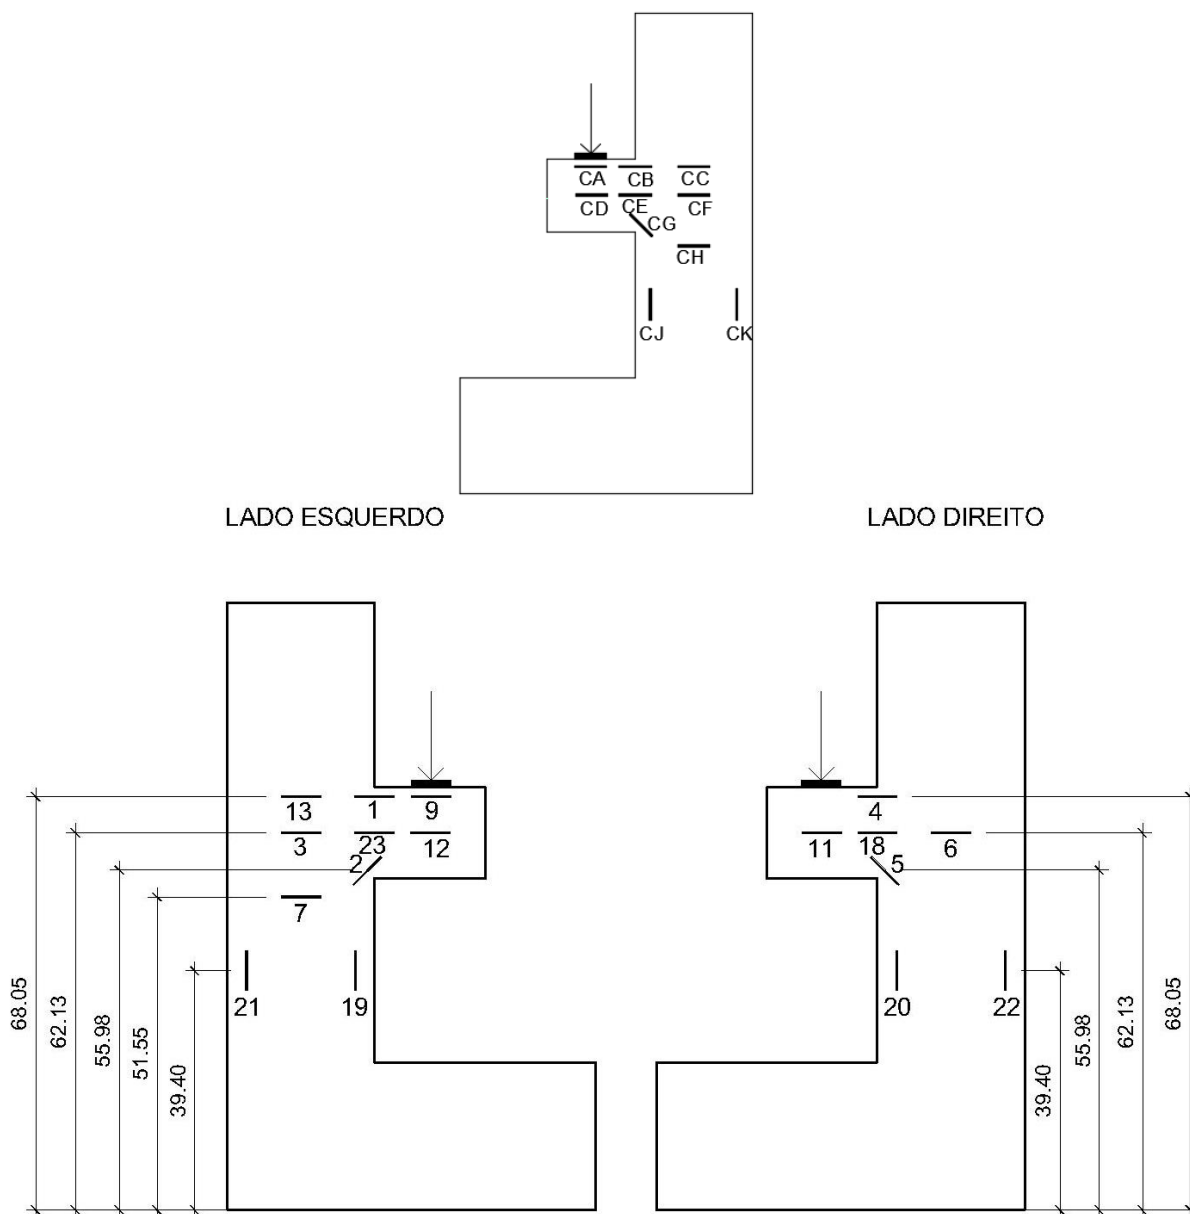 CA CB CC
CD CE CF
CG
CH
CJ CK
LADO ESQUERDO
LADO DIREITO
13 1 9
3 23 12
2
7
21 19
68.05
62.13
55.98
51.55
39.40
4
11 18 6
5
20 22
39.40
55.98
62.13
68.05